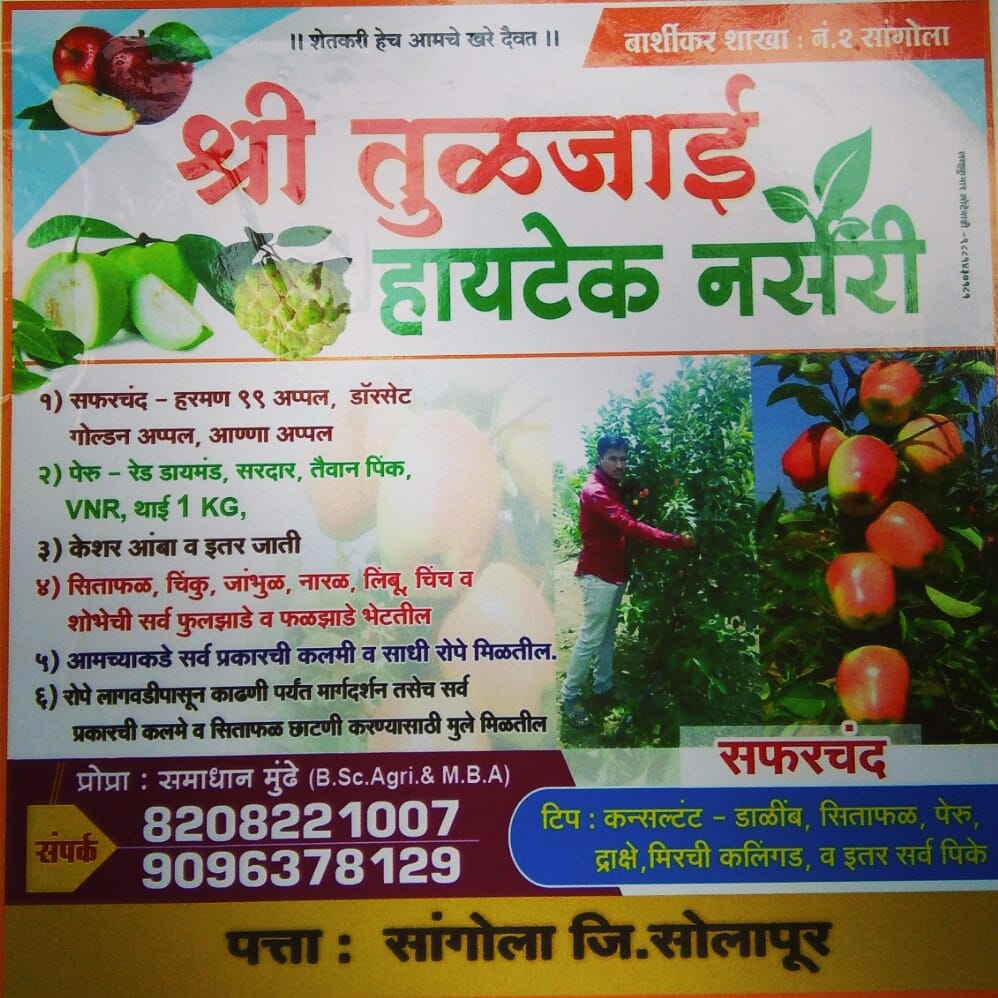 ।। शेतकरी हेच आमचे खरे दैवत ।।
बार्शीकर शाखा : नं.२ सांगोला
श्री तुळजाई
हायटेक नर्सरी
१) सफरचंद – हरमण ९९ अप्पल, डॉरसेट
गोल्डन अप्पल, आण्णा अप्पल
२) पेरू – रेड डायमंड, सरदार, तैवान पिंक,
VNR, थाई 1 KG,
३) केशर आंबा व इतर जाती
४) सिताफळ, चिंकु, जांभुळ, नारळ, लिंबू, चिंच व
शोभेची सर्व फुलझाडे व फळझाडे भेटतील
५) आमच्याकडे सर्व प्रकारची कलमी व साधी रोपे मिळतील.
६) रोपे लागवडीपासून काढणी पर्यंत मार्गदर्शन तसेच सर्व
प्रकारची कलमे व सिताफळ छाटणी करण्यासाठी मुले मिळतील
सफरचंद
प्रोप्रा : समाधान मुंढे (B.Sc.Agri.& M.B.A)
संपर्क
8208221007
9096378129
टिप : कन्सल्टंट – डाळींब, सिताफळ, पेरू,
द्राक्षे,मिरची कलिंगड, व इतर सर्व पिके
पत्ता : सांगोला जि.सोलापूर